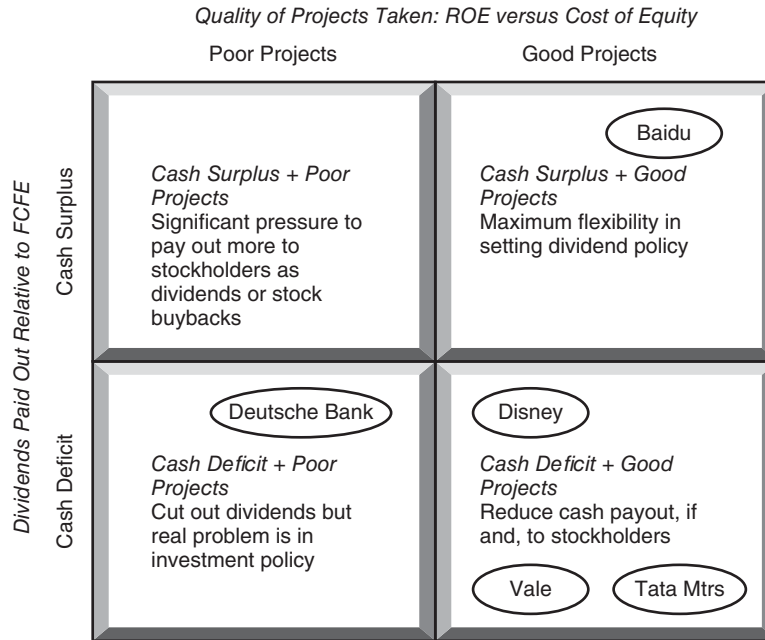 Quality of Projects Taken: ROE versus Cost of Equity
Poor Projects
Good Projects
Dividends Paid Out Relative to FCFE
Cash Surplus
Cash Surplus + Poor
Projects
Significant pressure to
pay out more to
stockholders as
dividends or stock
buybacks
Baidu
Cash Surplus + Good
Projects
Maximum flexibility in
setting dividend policy
Cash Deficit
Deutsche Bank
Cash Deficit + Poor
Projects
Cut out dividends but
real problem is in
investment policy
Disney
Cash Deficit + Good
Projects
Reduce cash payout, if
and, to stockholders
Vale
Tata Mtrs